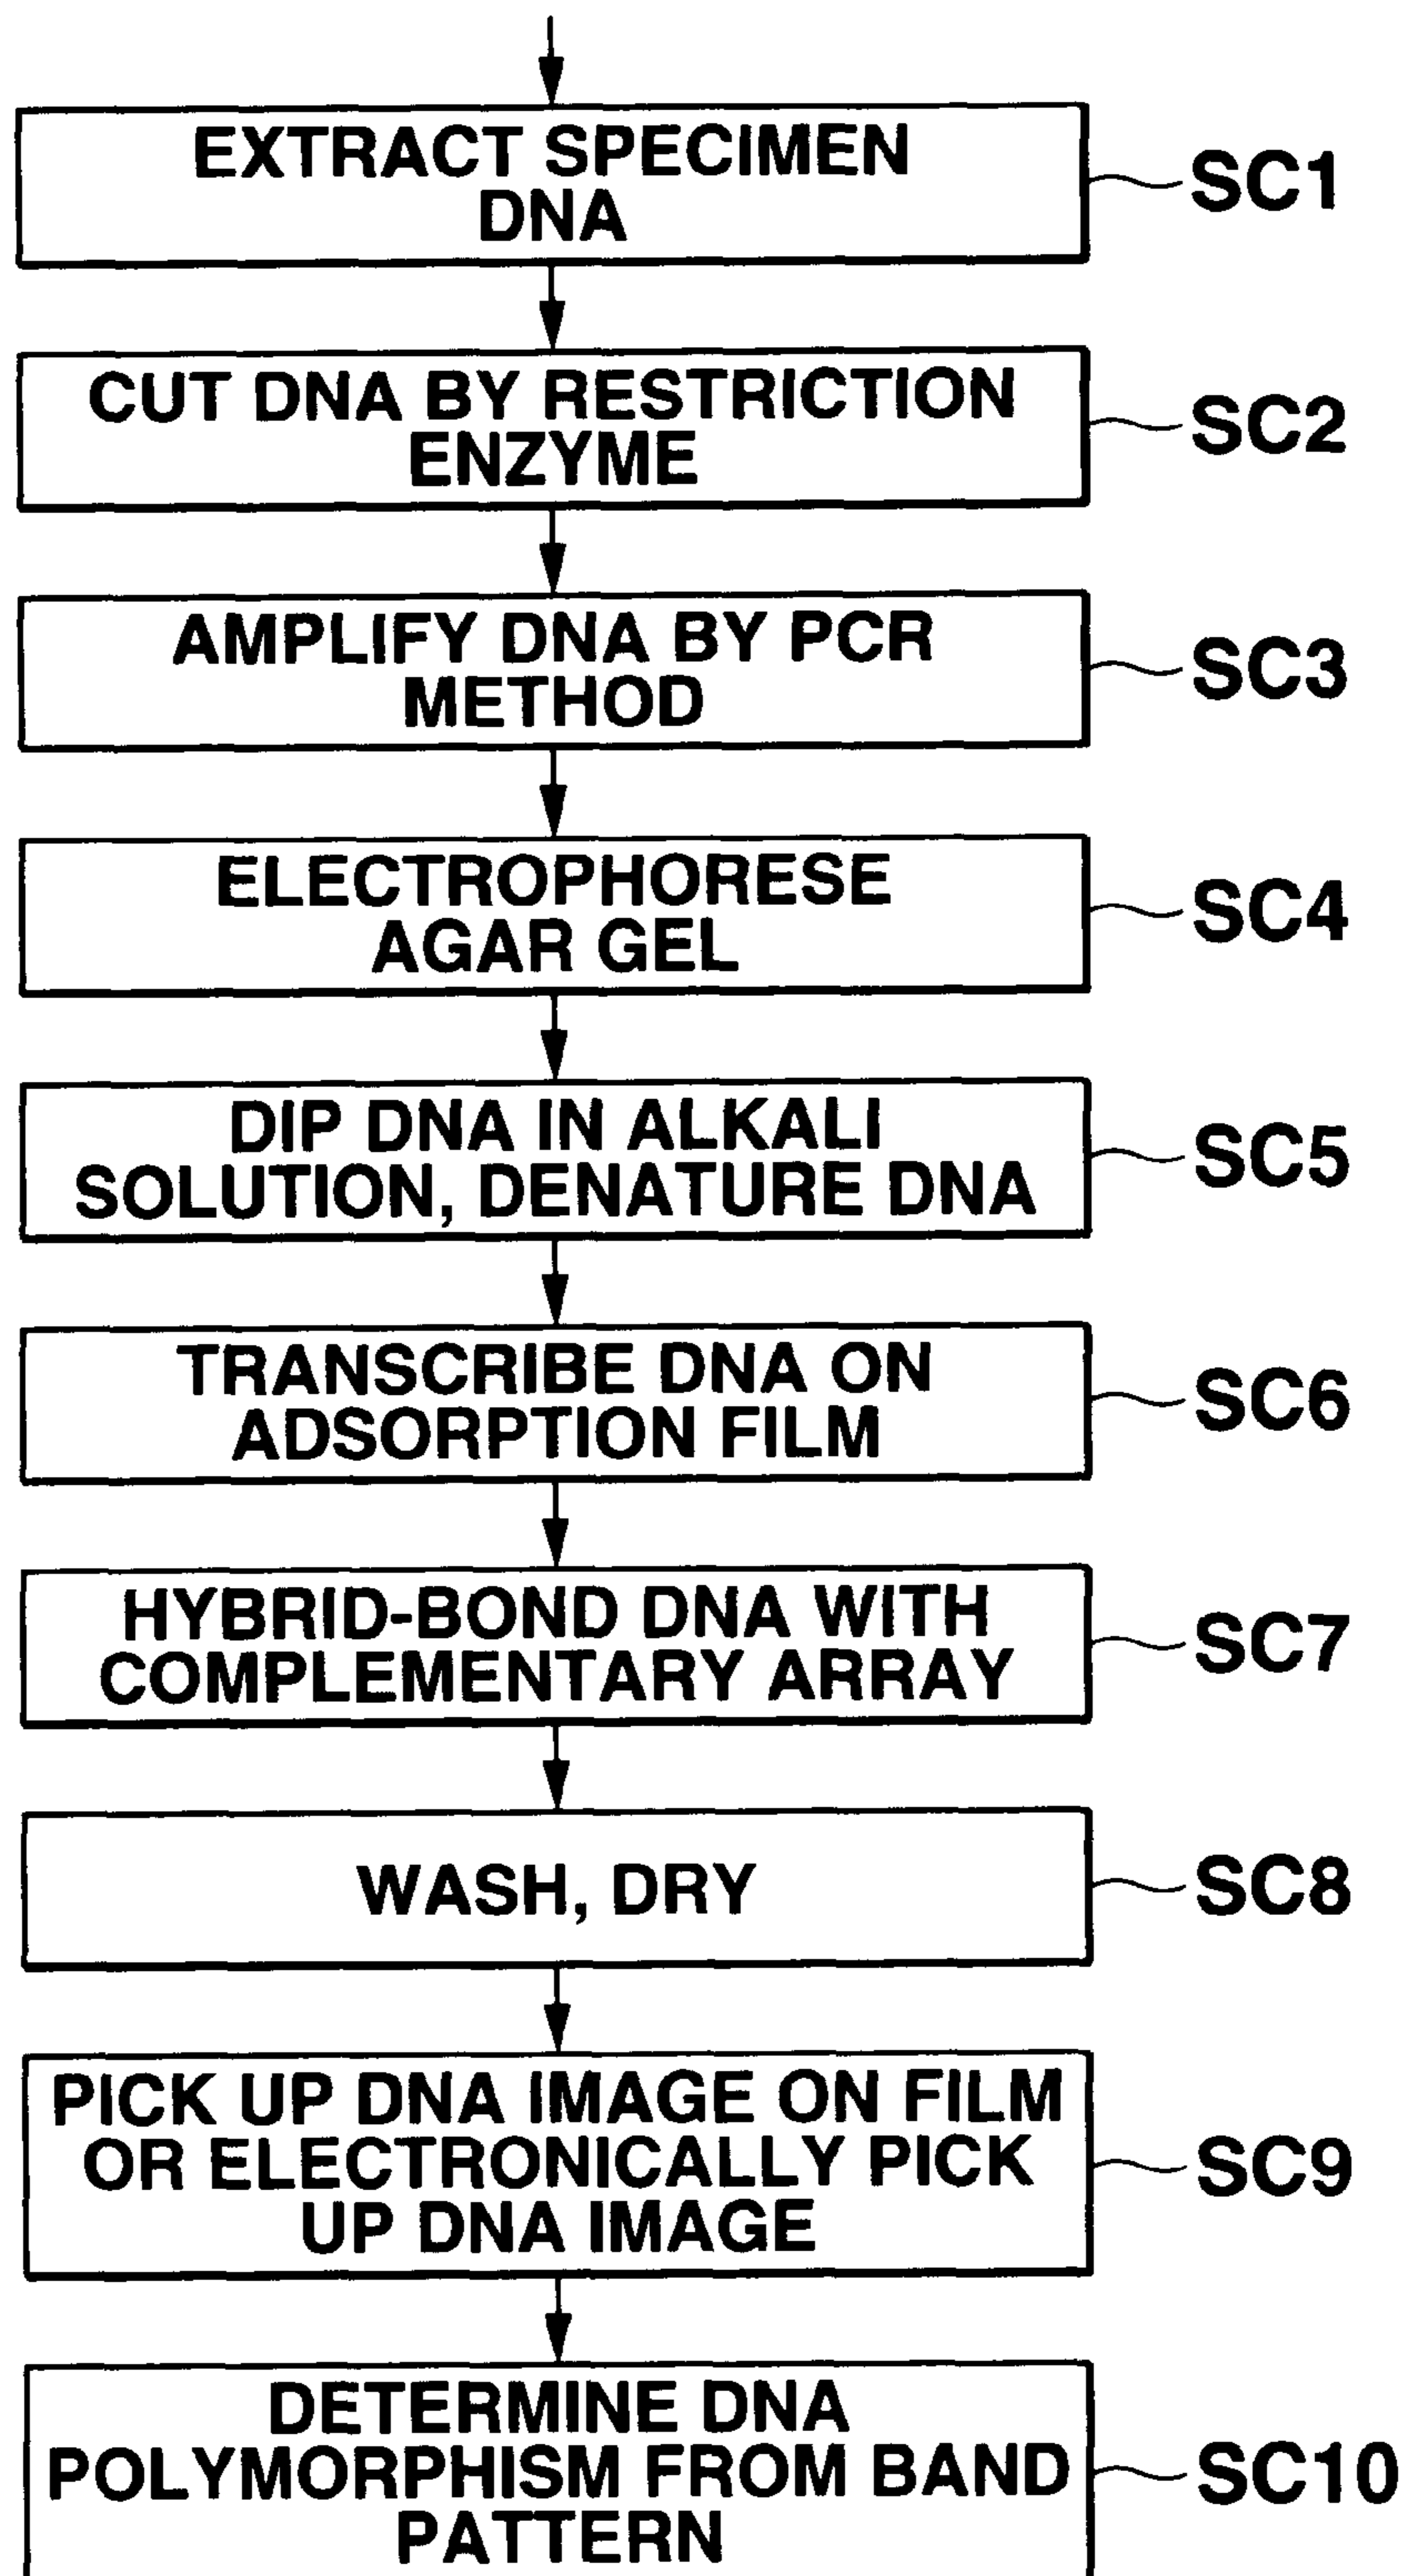 EXTRACT SPECIMEN
DNA
SC1
CUT DNA BY RESTRICTION
ENZYME
SC2
AMPLIFY DNA BY PCR
METHOD
SC3
ELECTROPHORESE
AGAR GEL
SC4
DIP DNA IN ALKALI
SOLUTION, DENATURE DNA
SC5
TRANSCRIBE DNA ON
ADSORPTION FILM
SC6
HYBRID-BOND DNA WITH
COMPLEMENTARY ARRAY
SC7
WASH, DRY
SC8
PICK UP DNA IMAGE ON FILM
OR ELECTRONICALLY PICK
UP DNA IMAGE
SC9
DETERMINE DNA
POLYMORPHISM FROM BAND
PATTERN
SC10